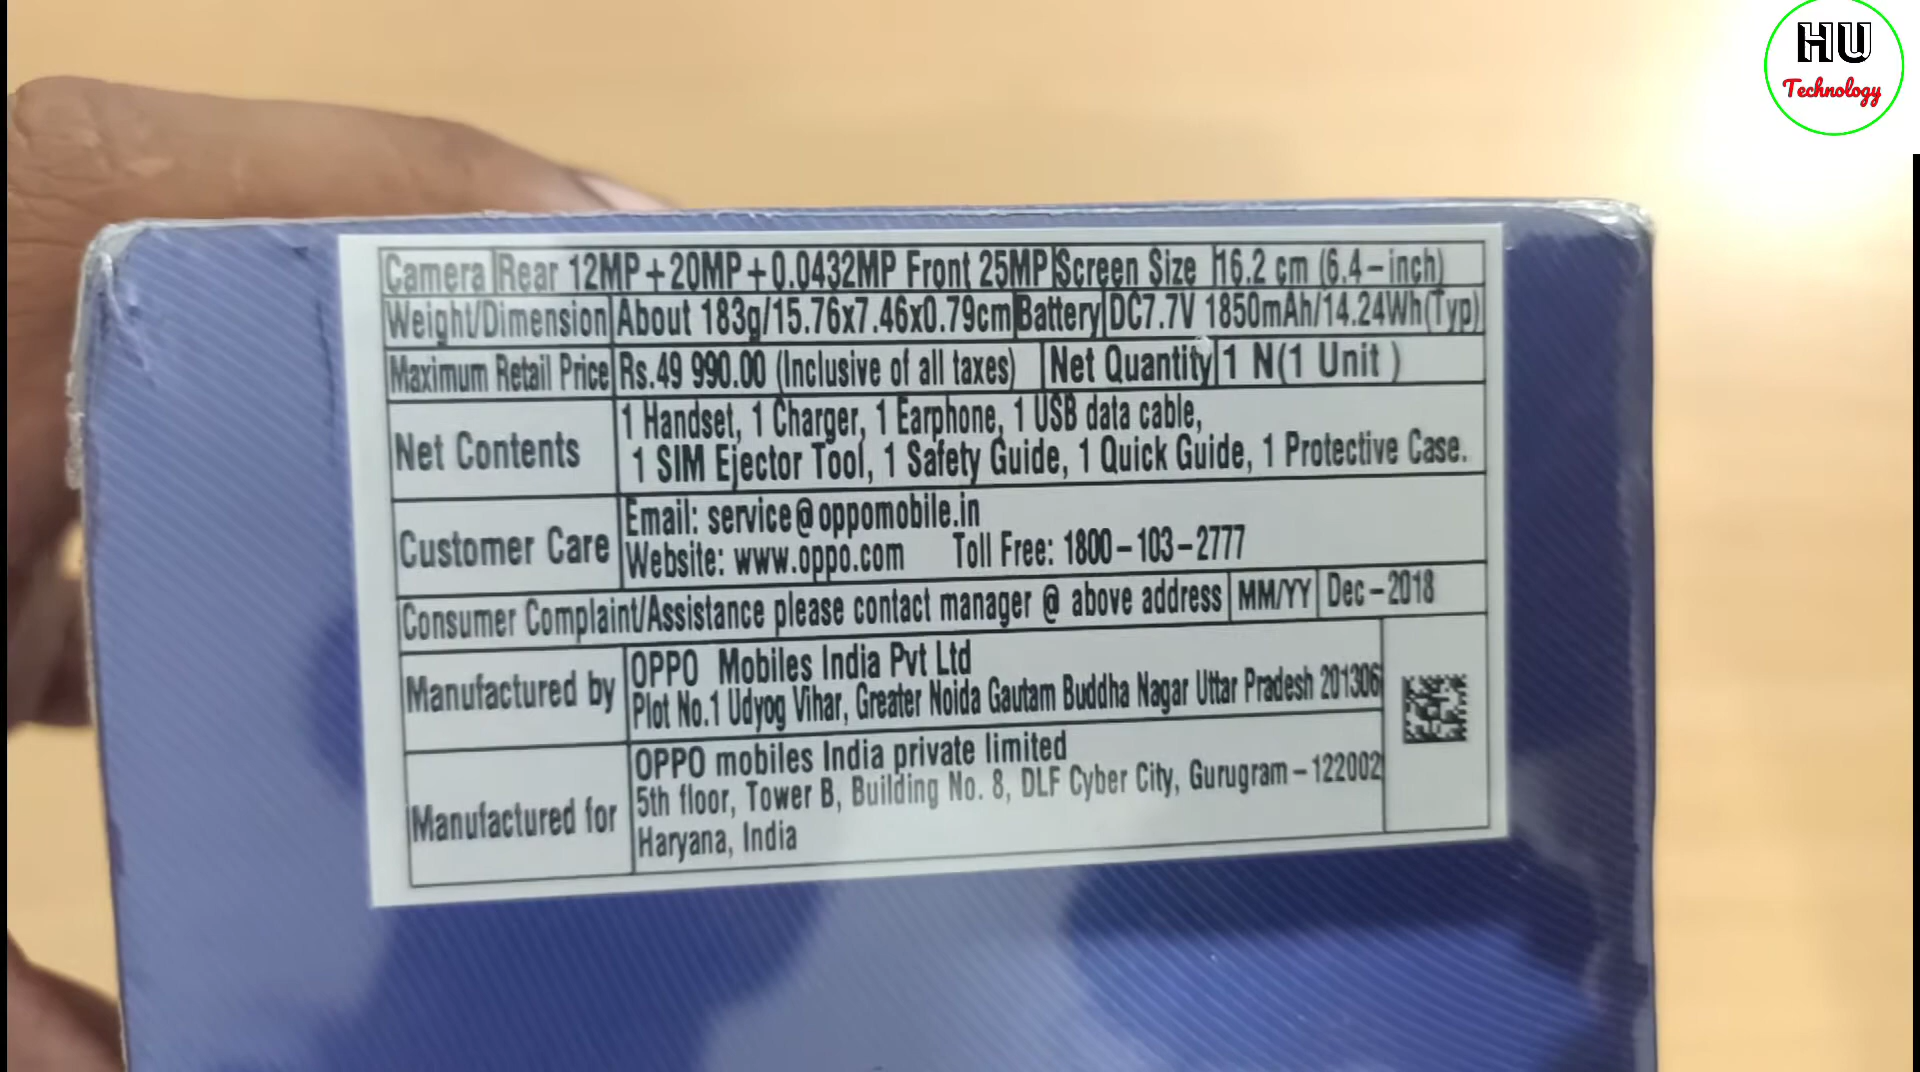 HU
Technology
Camera Rear 12MP+20MP+0.0432MP Front 25MP Screen Size 16.2 cm (6.4-inch)
Weight/Dimension About 183g/15.76x7.46x0.79cm Battery DC7.7V 1850mAh/14.24Wh(Typ)
Maximum Retail Price Rs.49 990.00 (Inclusive of all taxes) Net Quantity 1 N(1 Unit )
Net Contents 1 Handset, 1 Charger, 1 Earphone, 1 USB data cable,
1 SIM Ejector Tool, 1 Safety Guide, 1 Quick Guide, 1 Protective Case.
Customer Care Email: service@oppomobile.in
Website: www.oppo.com Toll Free: 1800-103-2777
Consumer Complaint/Assistance please contact manager @ above address MM/YY Dec-2018
Manufactured by OPPO Mobiles India Pvt Ltd
Plot No.1 Udyog Vihar, Greater Noida Gautam Buddha Nagar Uttar Pradesh 201306
Manufactured for OPPO mobiles India private limited
5th floor, Tower B, Building No. 8, DLF Cyber City, Gurugram-122002
Haryana, India